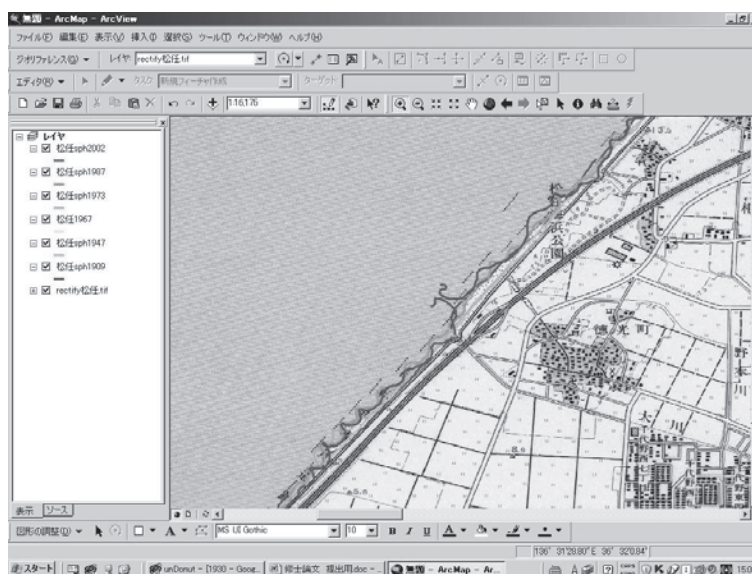 無題 - ArcMap - ArcView
ファイル(F) 編集(E) 表示(V) 挿入(I) 選択(S) ツール(T) ウィンドウ(W) ヘルプ(H)
ジオリファレンス(G) レイヤ: rectify松任.tif
エディタ(R) タスク 新規フィーチャ作成 ターゲット:
1:16,175
レイヤ
松任sph2002
松任sph1987
松任sph1973
松任1967
松任sph1947
松任sph1909
rectify松任.tif
公園
徳光町
大川
表示 ソース
図形の調整(D) MS UI Gothic 10 B I U A
136° 31'28.80"E 36° 32'0.84"
スタート 修士論文 提出用.doc - 無題 - ArcMap - Ar...